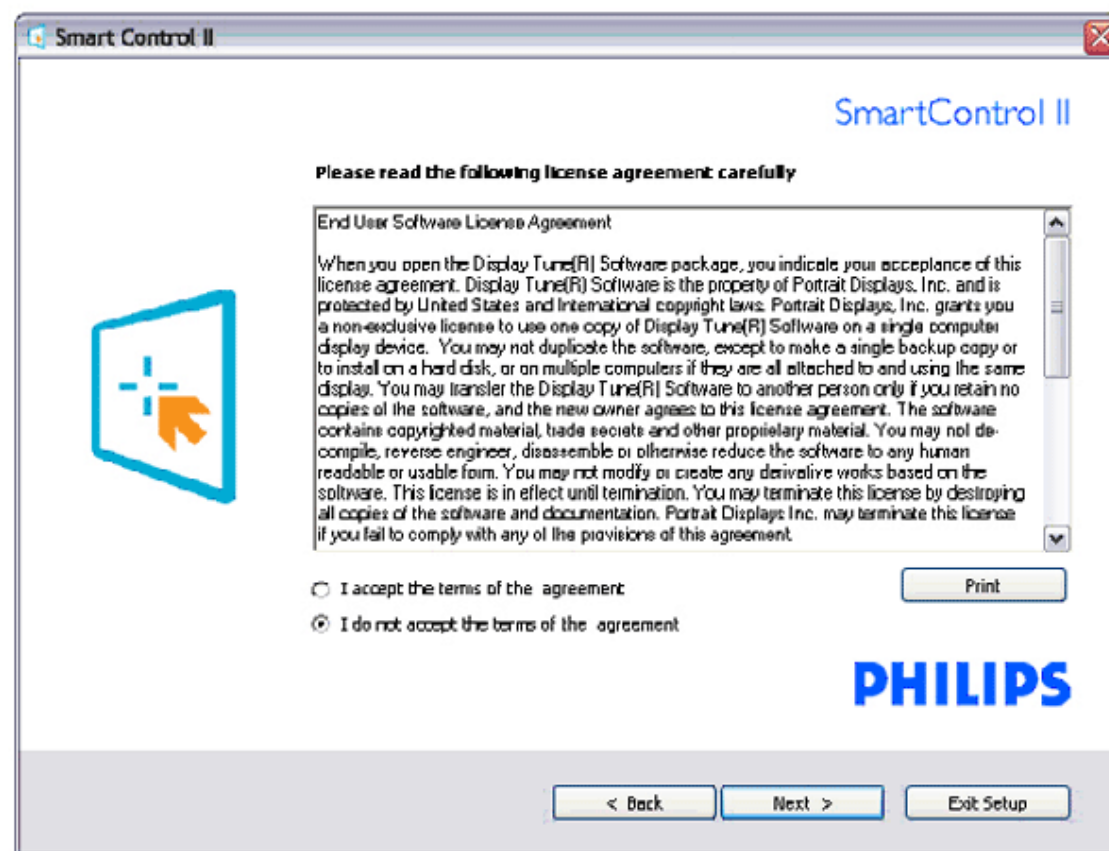 Smart Control II
SmartControl II
Please read the following license agreement carefully
End User Software License Agreement
When you open the Display Tune(R) Software package, you indicate your acceptance of this
license agreement. Display Tune(R) Software is the property of Portrait Displays, Inc. and is
protected by United States and International copyright laws. Portrait Displays, Inc. grants you
a non-exclusive license to use one copy of Display Tune(R) Software on a single computer
display device. You may not duplicate the software, except to make a single backup copy or
to install on a hard disk, or on multiple computers if they are all attached to and using the same
display. You may transfer the Display Tune(R) Software to another person only if you retain no
copies of the software, and the new owner agrees to this license agreement. The software
contains copyrighted material, trade secrets and other proprietary material. You may not de-
compile, reverse engineer, disassemble or otherwise reduce the software to any human
readable or usable form. You may not modify or create any derivative works based on the
software. This license is in effect until termination. You may terminate this license by destroying
all copies of the software and documentation. Portrait Displays Inc. may terminate this license
if you fail to comply with any of the provisions of this agreement.
I accept the terms of the agreement
Print
I do not accept the terms of the agreement
PHILIPS
< Back
Next >
Exit Setup